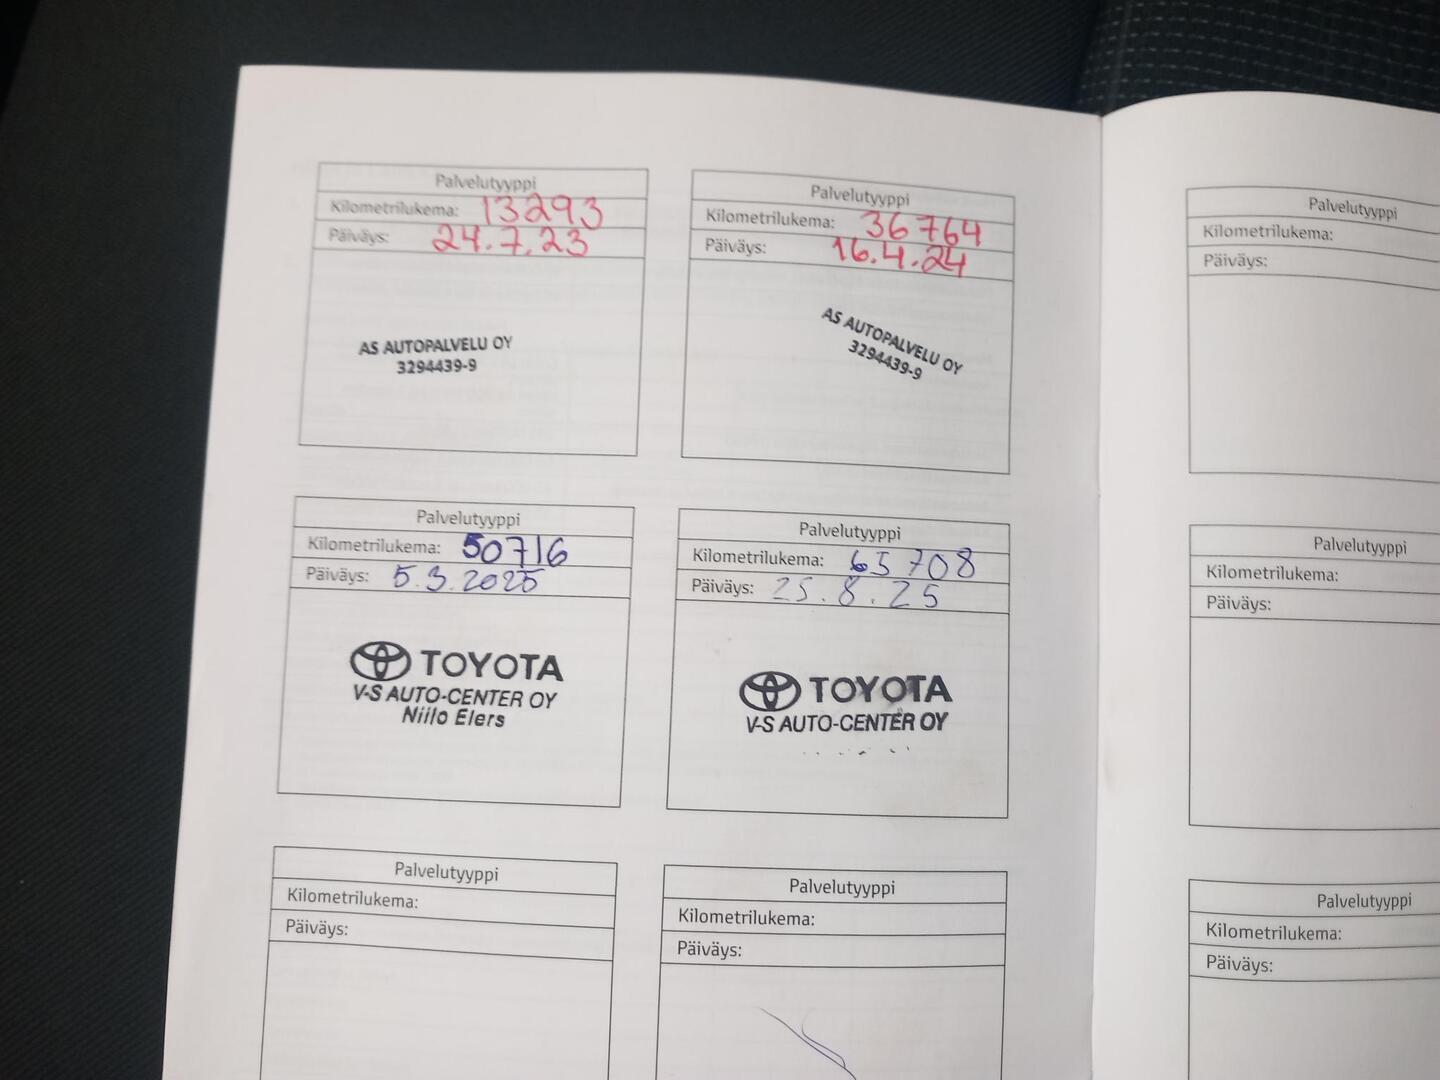 Palvelutyyppi
Kilometrilukema: 13293
Päiväys: 24.7.23
AS AUTOPALVELU OY
3294439-9
Palvelutyyppi
Kilometrilukema: 36764
Päiväys: 16.4.24
AS AUTOPALVELU OY
3294439-9
Palvelutyyppi
Kilometrilukema: 50716
Päiväys: 5.3.2025
TOYOTA
V-S AUTO-CENTER OY
Niilo Elers
Palvelutyyppi
Kilometrilukema: 65708
Päiväys: 25.8.25
TOYOTA
V-S AUTO-CENTER OY
Palvelutyyppi
Kilometrilukema:
Päiväys:
Palvelutyyppi
Kilometrilukema:
Päiväys:
Palvelutyyppi
Kilometrilukema:
Päiväys:
Palvelutyyppi
Kilometrilukema:
Päiväys:
Palvelutyyppi
Kilometrilukema:
Päiväys: